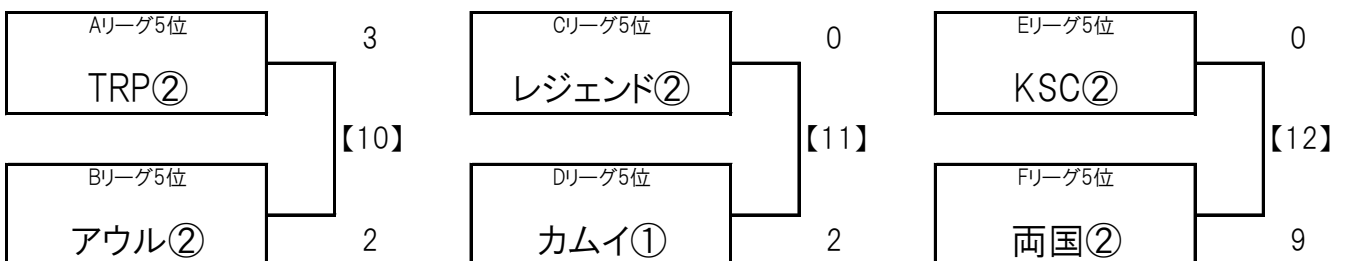 Aリーグ5位 3 Cリーグ5位 0 Eリーグ5位 0
TRP② レジェンド② KSC②
【10】 【11】 【12】
Bリーグ5位 Dリーグ5位 Fリーグ5位
アウル② 2 カムイ① 2 両国② 9